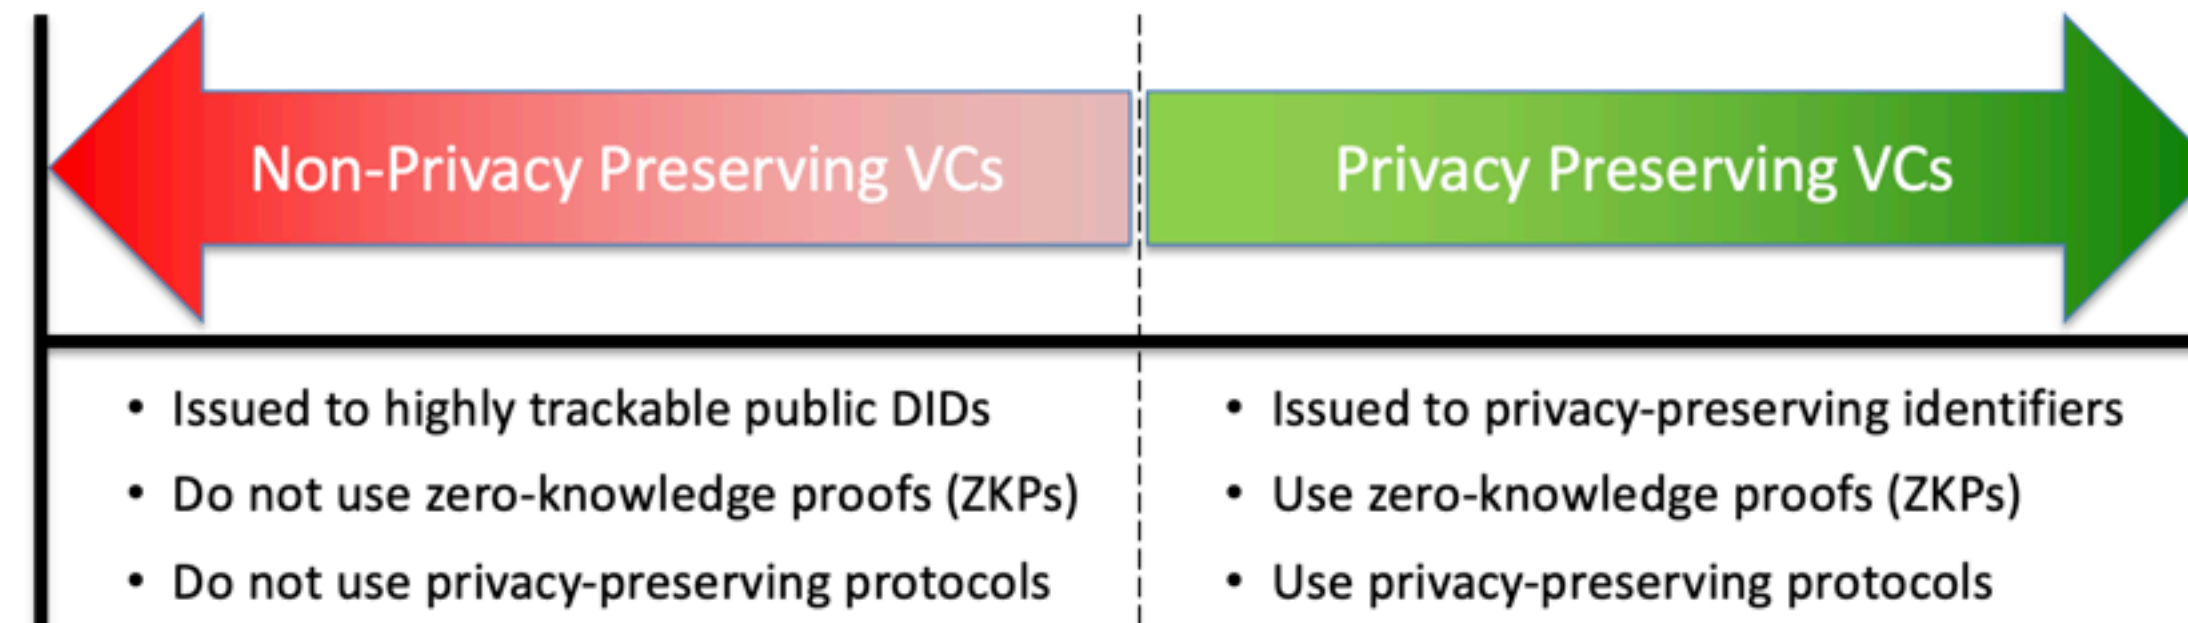 Non-Privacy Preserving VCs
Privacy Preserving VCs
• Issued to highly trackable public DIDs
• Do not use zero-knowledge proofs (ZKPs)
• Do not use privacy-preserving protocols
• Issued to privacy-preserving identifiers
• Use zero-knowledge proofs (ZKPs)
• Use privacy-preserving protocols